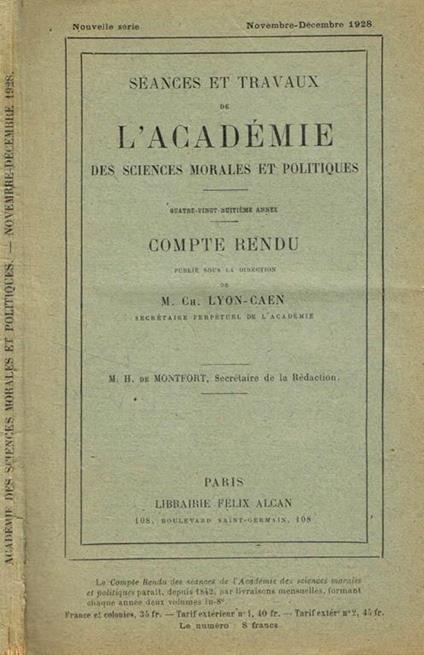 Nouvelle série Novembre-Décembre 1928.
SÉANCES ET TRAVAUX
DE
L'ACADÉMIE
DES SCIENCES MORALES ET POLITIQUES
QUATRE-VINGT-HUITIÈME ANNÉE
COMPTE RENDU
PUBLIÉ SOUS LA DIRECTION
DE
M. CH. LYON-CAEN
SECRÉTAIRE PERPÉTUEL DE L'ACADÉMIE
M. H. DE MONTFORT, Secrétaire de la Rédaction.
PARIS
LIBRAIRIE FÉLIX ALCAN
108, BOULEVARD SAINT-GERMAIN, 108
Le Compte Rendu des séances de l'Académie des sciences morales
et politiques paraît, depuis 1842, par livraisons mensuelles, formant
chaque année deux volumes in-8°
France et colonies, 35 fr. — Tarif extérieur n° 1, 40 fr. — Tarif extér n° 2, 45 fr.
Le numéro : 8 francs
ACADÉMIE DES SCIENCES MORALES ET POLITIQUES. — NOVEMBRE-DÉCEMBRE 1928.